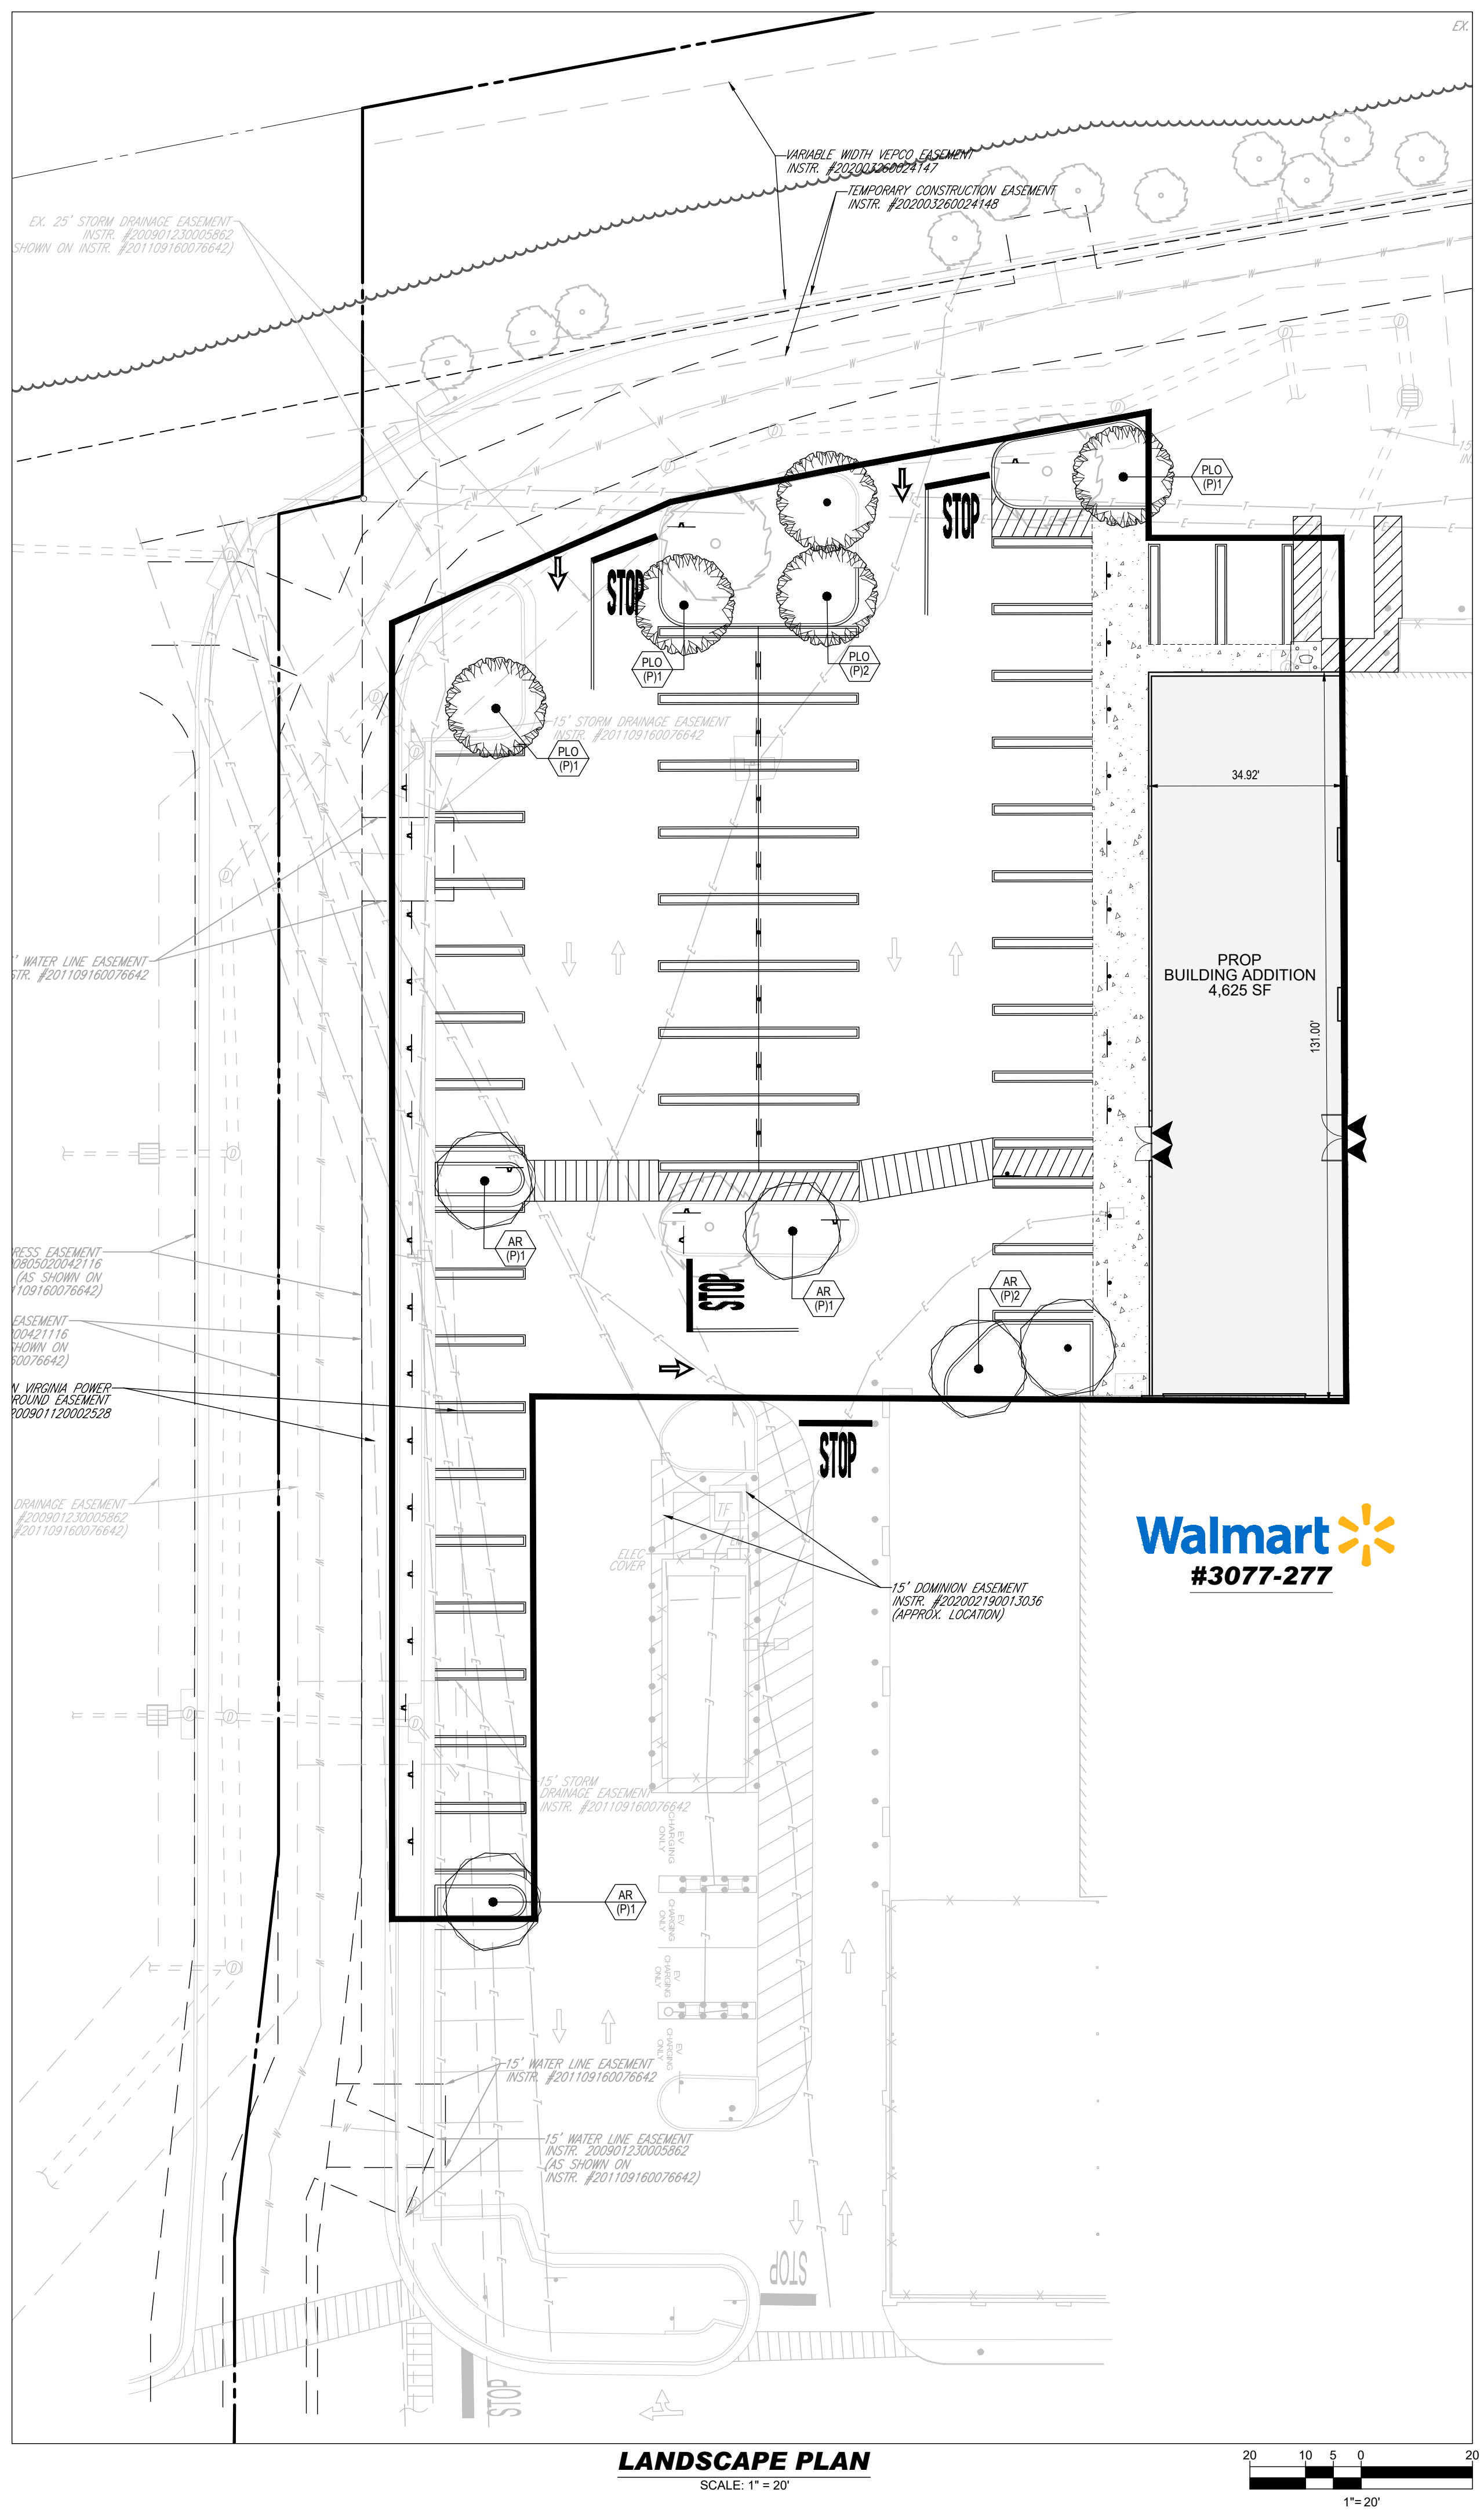 EX.
VARIABLE WIDTH VEPCO EASEMENT
INSTR. #202003260024147
TEMPORARY CONSTRUCTION EASEMENT
INSTR. #202003260024148
EX. 25' STORM DRAINAGE EASEMENT
INSTR. #200901230005862
SHOWN ON INSTR. #201109160076642)
15'
PLO
(P)1
STOP
STOP
PLO
(P)1
PLO
(P)2
15' STORM DRAINAGE EASEMENT
INSTR. #201109160076642
PLO
(P)1
34.92'
' WATER LINE EASEMENT
STR. #201109160076642
PROP
BUILDING ADDITION
4,625 SF
131.00'
AR
(P)1
RESS EASEMENT
00805020042116
(AS SHOWN ON
1109160076642)
STOP
AR
(P)1
AR
(P)2
EASEMENT
00421116
SHOWN ON
60076642)
N VIRGINIA POWER
ROUND EASEMENT
200901120002528
STOP
DRAINAGE EASEMENT
#200901230005862
#201109160076642)
TF
EM
ELEC
COVER
Walmart
#3077-277
15' DOMINION EASEMENT
INSTR. #202002190013036
(APPROX. LOCATION)
15' STORM
DRAINAGE EASEMENT
INSTR. #201109160076642
EV
CHARGING
ONLY
AR
(P)1
EV
CHARGING
ONLY
EV
CHARGING
ONLY
EV
CHARGING
ONLY
15' WATER LINE EASEMENT
INSTR. #201109160076642
15' WATER LINE EASEMENT
INSTR. 200901230005862
(AS SHOWN ON
INSTR. #201109160076642)
STOP
STOP
LANDSCAPE PLAN
SCALE: 1" = 20'
20 10 5 0 20
1"= 20'